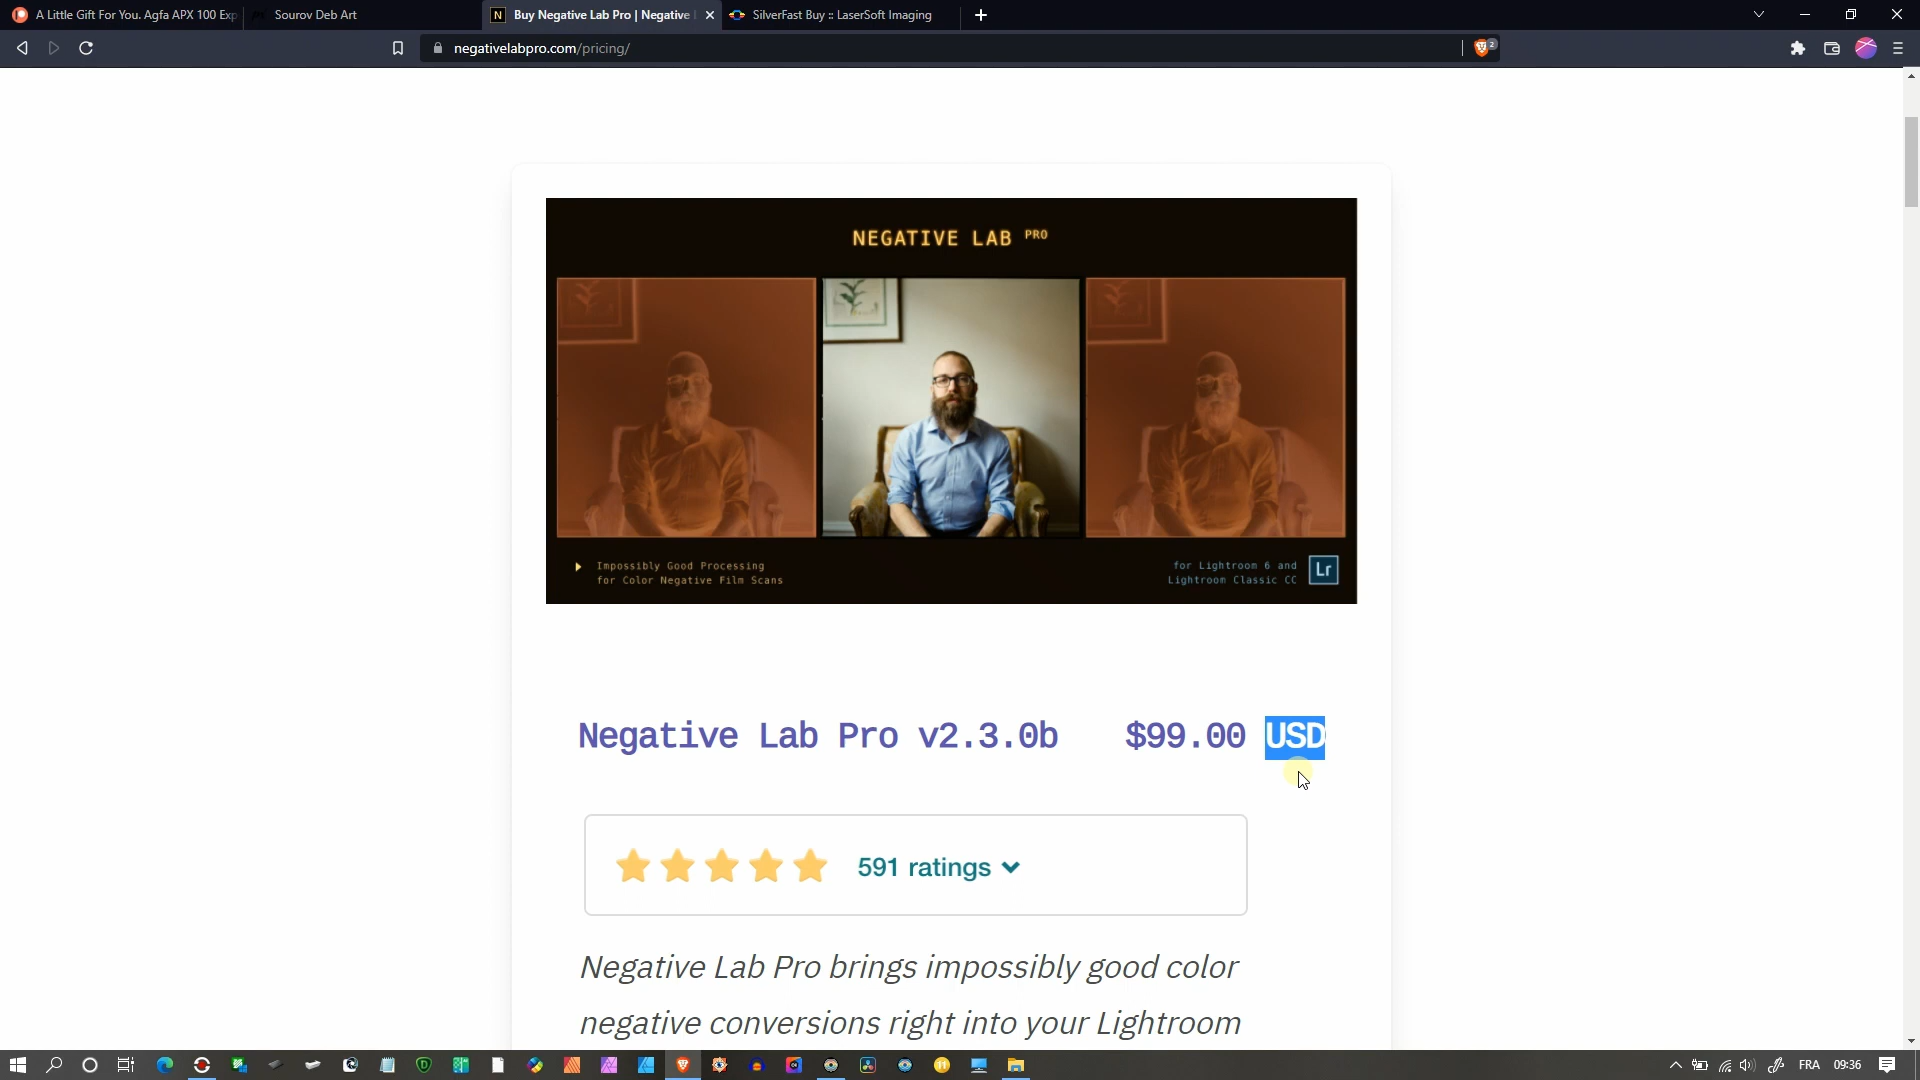 A Little Gift For You. Agfa APX 100 Exp
Sourov Deb Art
Buy Negative Lab Pro | Negative
SilverFast Buy :: LaserSoft Imaging
negativelabpro.com/pricing/
2
NEGATIVE LAB PRO
Impossibly Good Processing
for Color Negative Film Scans
for Lightroom 6 and
Lightroom Classic CC
Lr
Negative Lab Pro v2.3.0b $99.00 USD
591 ratings
Negative Lab Pro brings impossibly good color
negative conversions right into your Lightroom
FRA 09:36